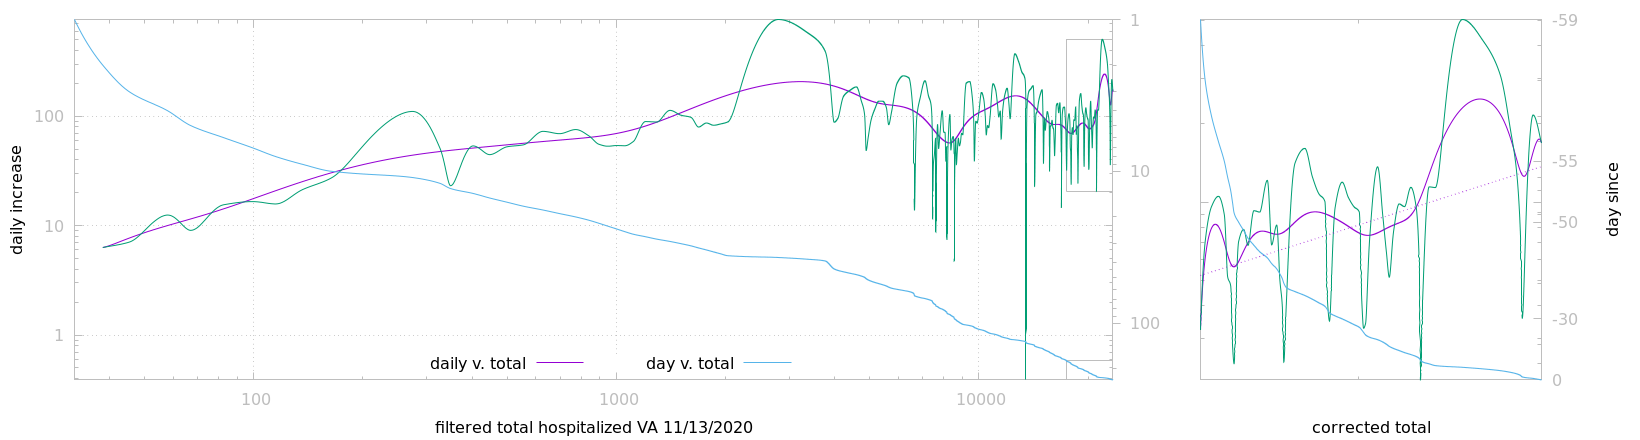 daily increase
100
10
1
100
1000
10000
1
10
100
daily v. total
day v. total
filtered total hospitalized VA 11/13/2020
-59
-55
-50
-30
0
day since
corrected total